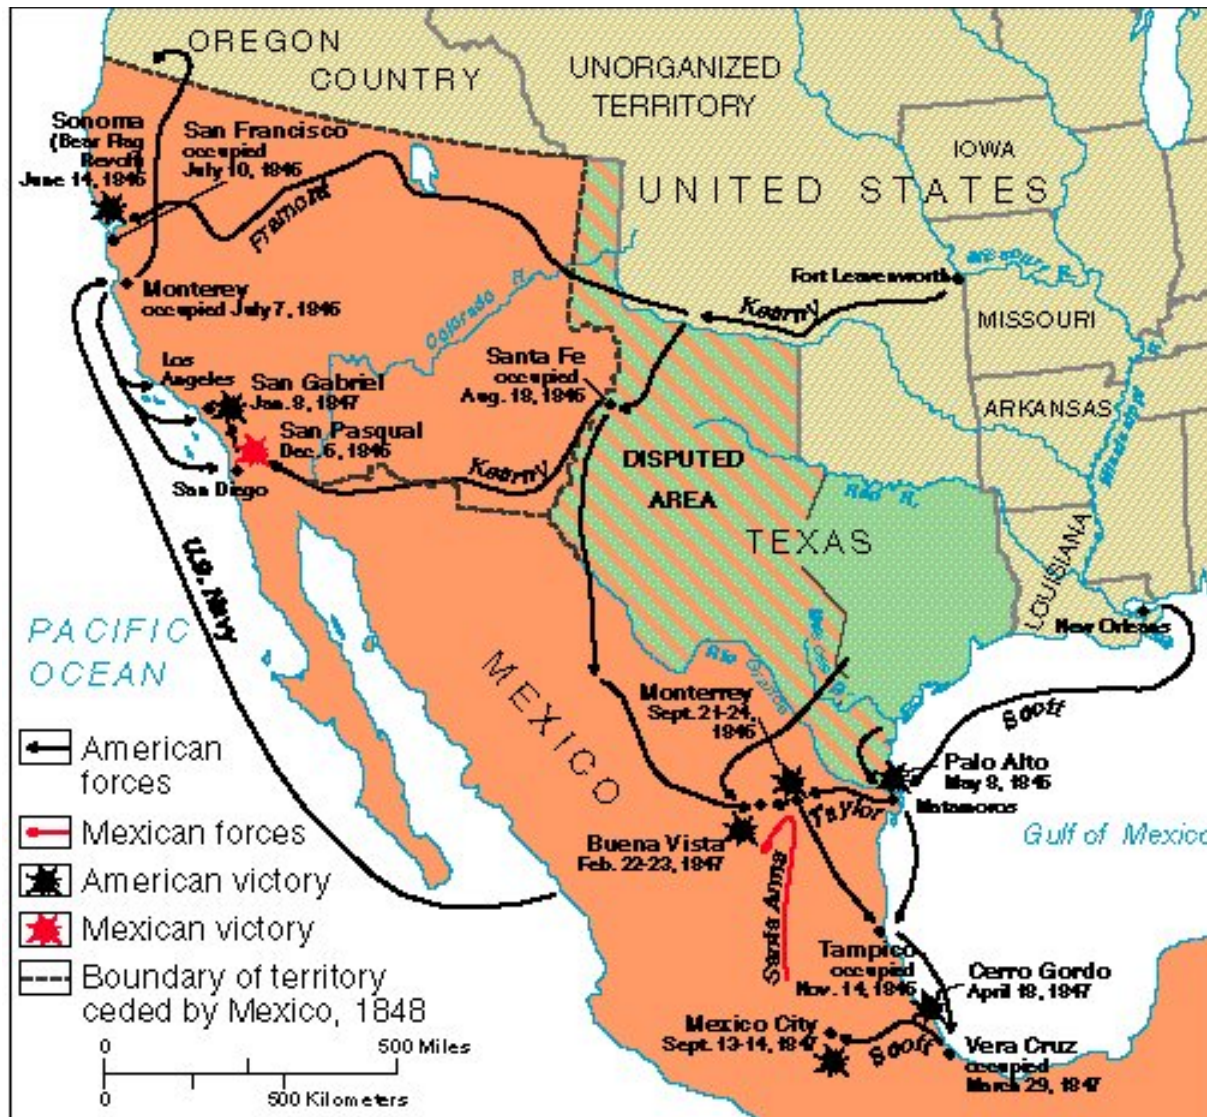 OREGON
COUNTRY
UNORGANIZED
TERRITORY
IOWA
UNITED STATES
Sonoma
(Bear Flag
Revolt)
June 14, 1846
San Francisco
occupied
July 10, 1846
Fremont
Monterey
occupied July 7, 1846
Colorado R.
Fort Leavenworth
Missouri R.
Kearny
MISSOURI
Los
Angeles
San Gabriel
Jan. 8, 1847
San Pasqual
Dec. 6, 1846
San Diego
Santa Fe
occupied
Aug. 18, 1846
Kearny
ARKANSAS
Mississippi R.
DISPUTED
AREA
Red R.
TEXAS
LOUISIANA
New Orleans
U.S. Navy
PACIFIC
OCEAN
MEXICO
Rio Grande
Nueces R.
Monterrey
Sept. 21-24,
1846
Scott
Palo Alto
May 8, 1846
Matamoros
Taylor
Gulf of Mexico
Buena Vista
Feb. 22-23, 1847
Santa Anna
Tampico
occupied
Nov. 14, 1846
Cerro Gordo
April 18, 1847
Mexico City
Sept. 13-14, 1847
Scott
Vera Cruz
occupied
March 29, 1847
American
forces
Mexican forces
American victory
Mexican victory
Boundary of territory
ceded by Mexico, 1848
0 500 Miles
0 500 Kilometers